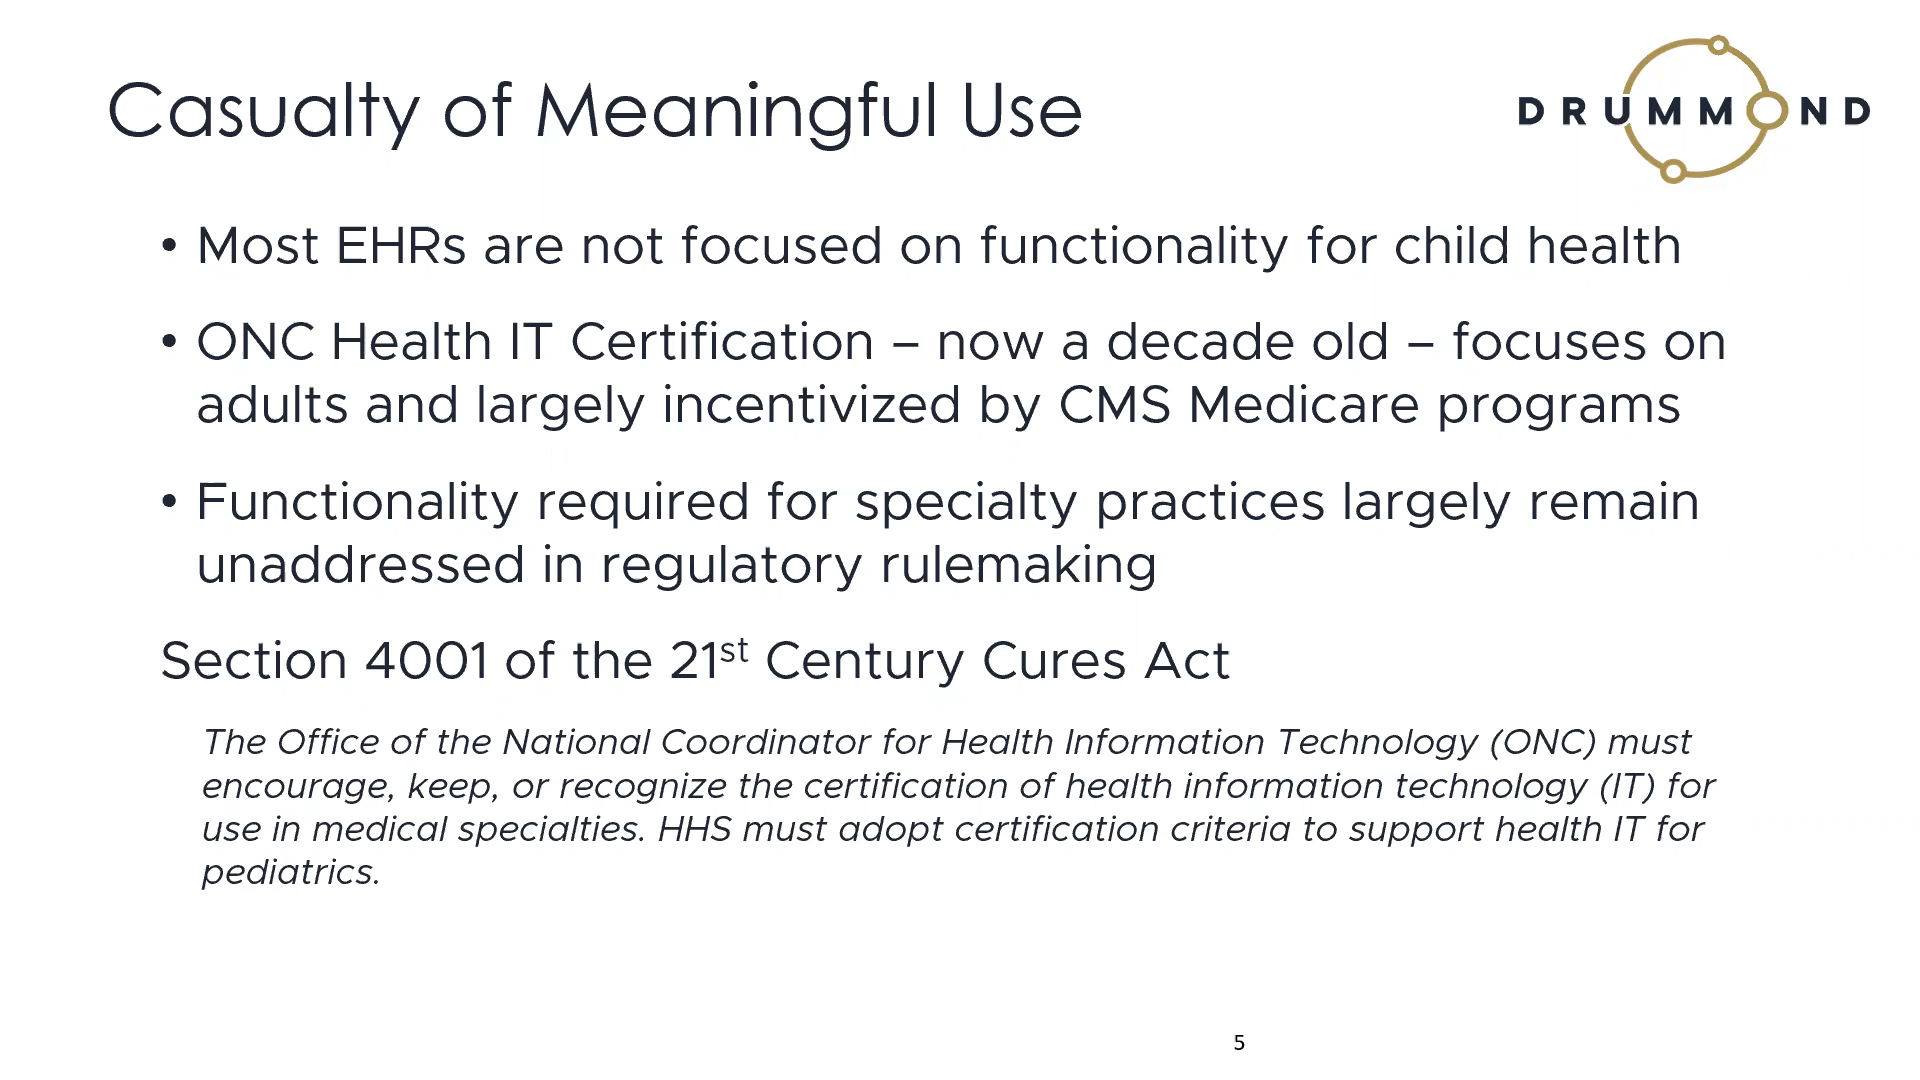 Casualty of Meaningful Use
DRUMMOND
• Most EHRs are not focused on functionality for child health
• ONC Health IT Certification – now a decade old – focuses on
adults and largely incentivized by CMS Medicare programs
• Functionality required for specialty practices largely remain
unaddressed in regulatory rulemaking
Section 4001 of the 21st Century Cures Act
The Office of the National Coordinator for Health Information Technology (ONC) must
encourage, keep, or recognize the certification of health information technology (IT) for
use in medical specialties. HHS must adopt certification criteria to support health IT for
pediatrics.
5